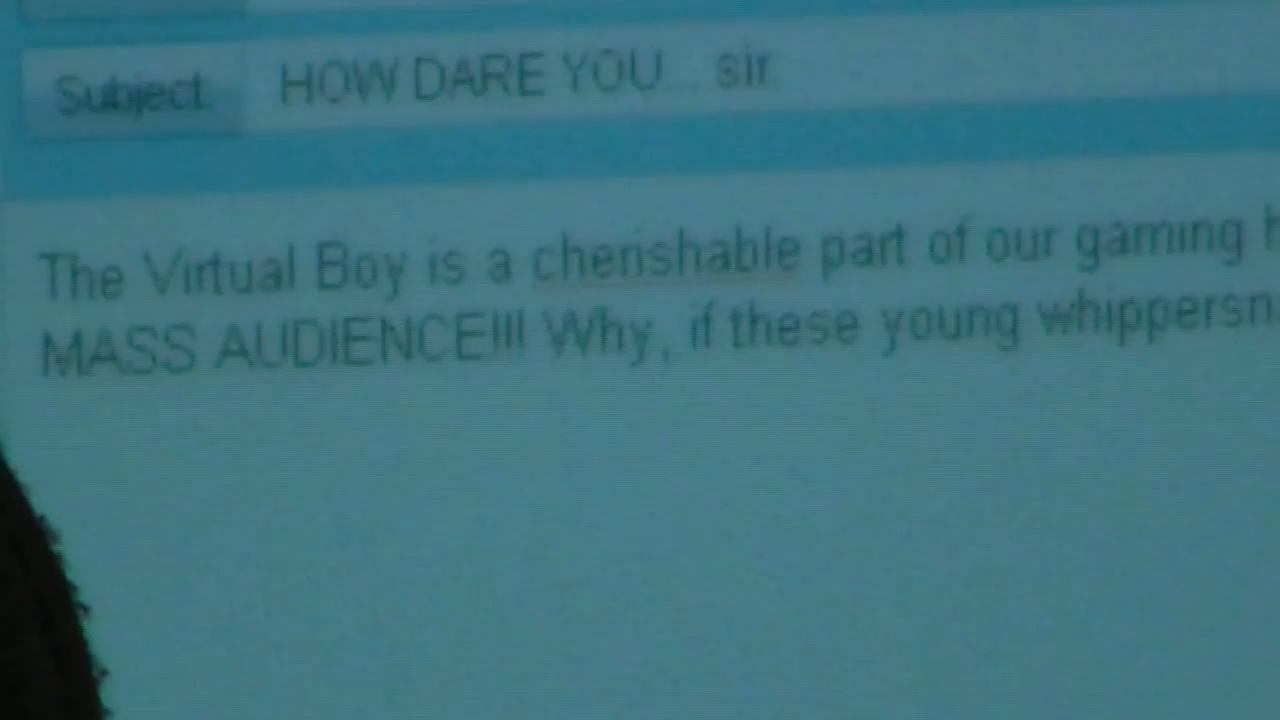 Subject: HOW DARE YOU... sir.
The Virtual Boy is a cherishable part of our gaming
MASS AUDIENCE!!! Why, if these young